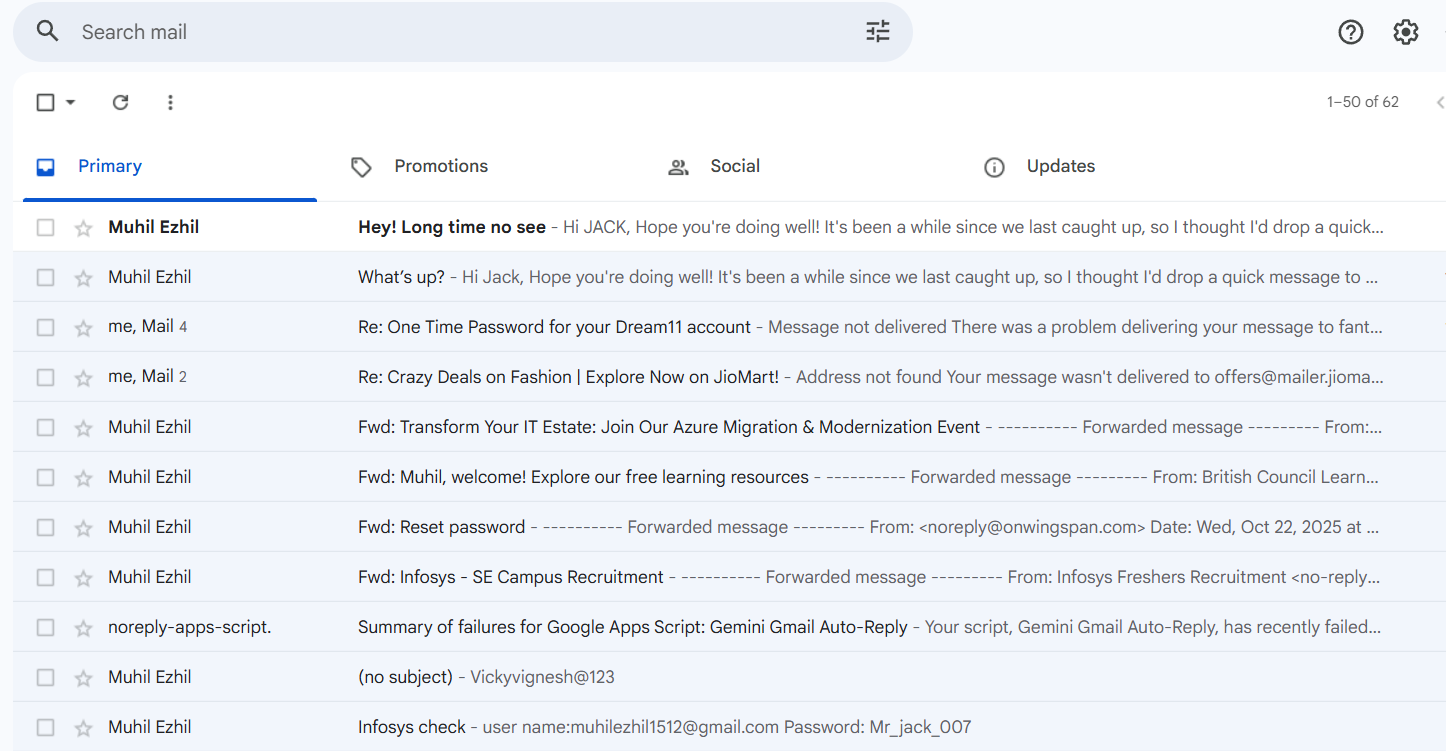 Search mail
1–50 of 62
Primary Promotions Social Updates
Muhil Ezhil Hey! Long time no see - Hi JACK, Hope you're doing well! It's been a while since we last caught up, so I thought I'd drop a quick...
Muhil Ezhil What’s up? - Hi Jack, Hope you're doing well! It's been a while since we last caught up, so I thought I'd drop a quick message to ...
me, Mail 4 Re: One Time Password for your Dream11 account - Message not delivered There was a problem delivering your message to fant...
me, Mail 2 Re: Crazy Deals on Fashion | Explore Now on JioMart! - Address not found Your message wasn't delivered to offers@mailer.jioma...
Muhil Ezhil Fwd: Transform Your IT Estate: Join Our Azure Migration & Modernization Event - ---------- Forwarded message --------- From:...
Muhil Ezhil Fwd: Muhil, welcome! Explore our free learning resources - ---------- Forwarded message --------- From: British Council Learn...
Muhil Ezhil Fwd: Reset password - ---------- Forwarded message --------- From: <noreply@onwingspan.com> Date: Wed, Oct 22, 2025 at ...
Muhil Ezhil Fwd: Infosys - SE Campus Recruitment - ---------- Forwarded message --------- From: Infosys Freshers Recruitment <no-reply...
noreply-apps-script. Summary of failures for Google Apps Script: Gemini Gmail Auto-Reply - Your script, Gemini Gmail Auto-Reply, has recently failed...
Muhil Ezhil (no subject) - Vickyvignesh@123
Muhil Ezhil Infosys check - user name:muhilezhil1512@gmail.com Password: Mr_jack_007